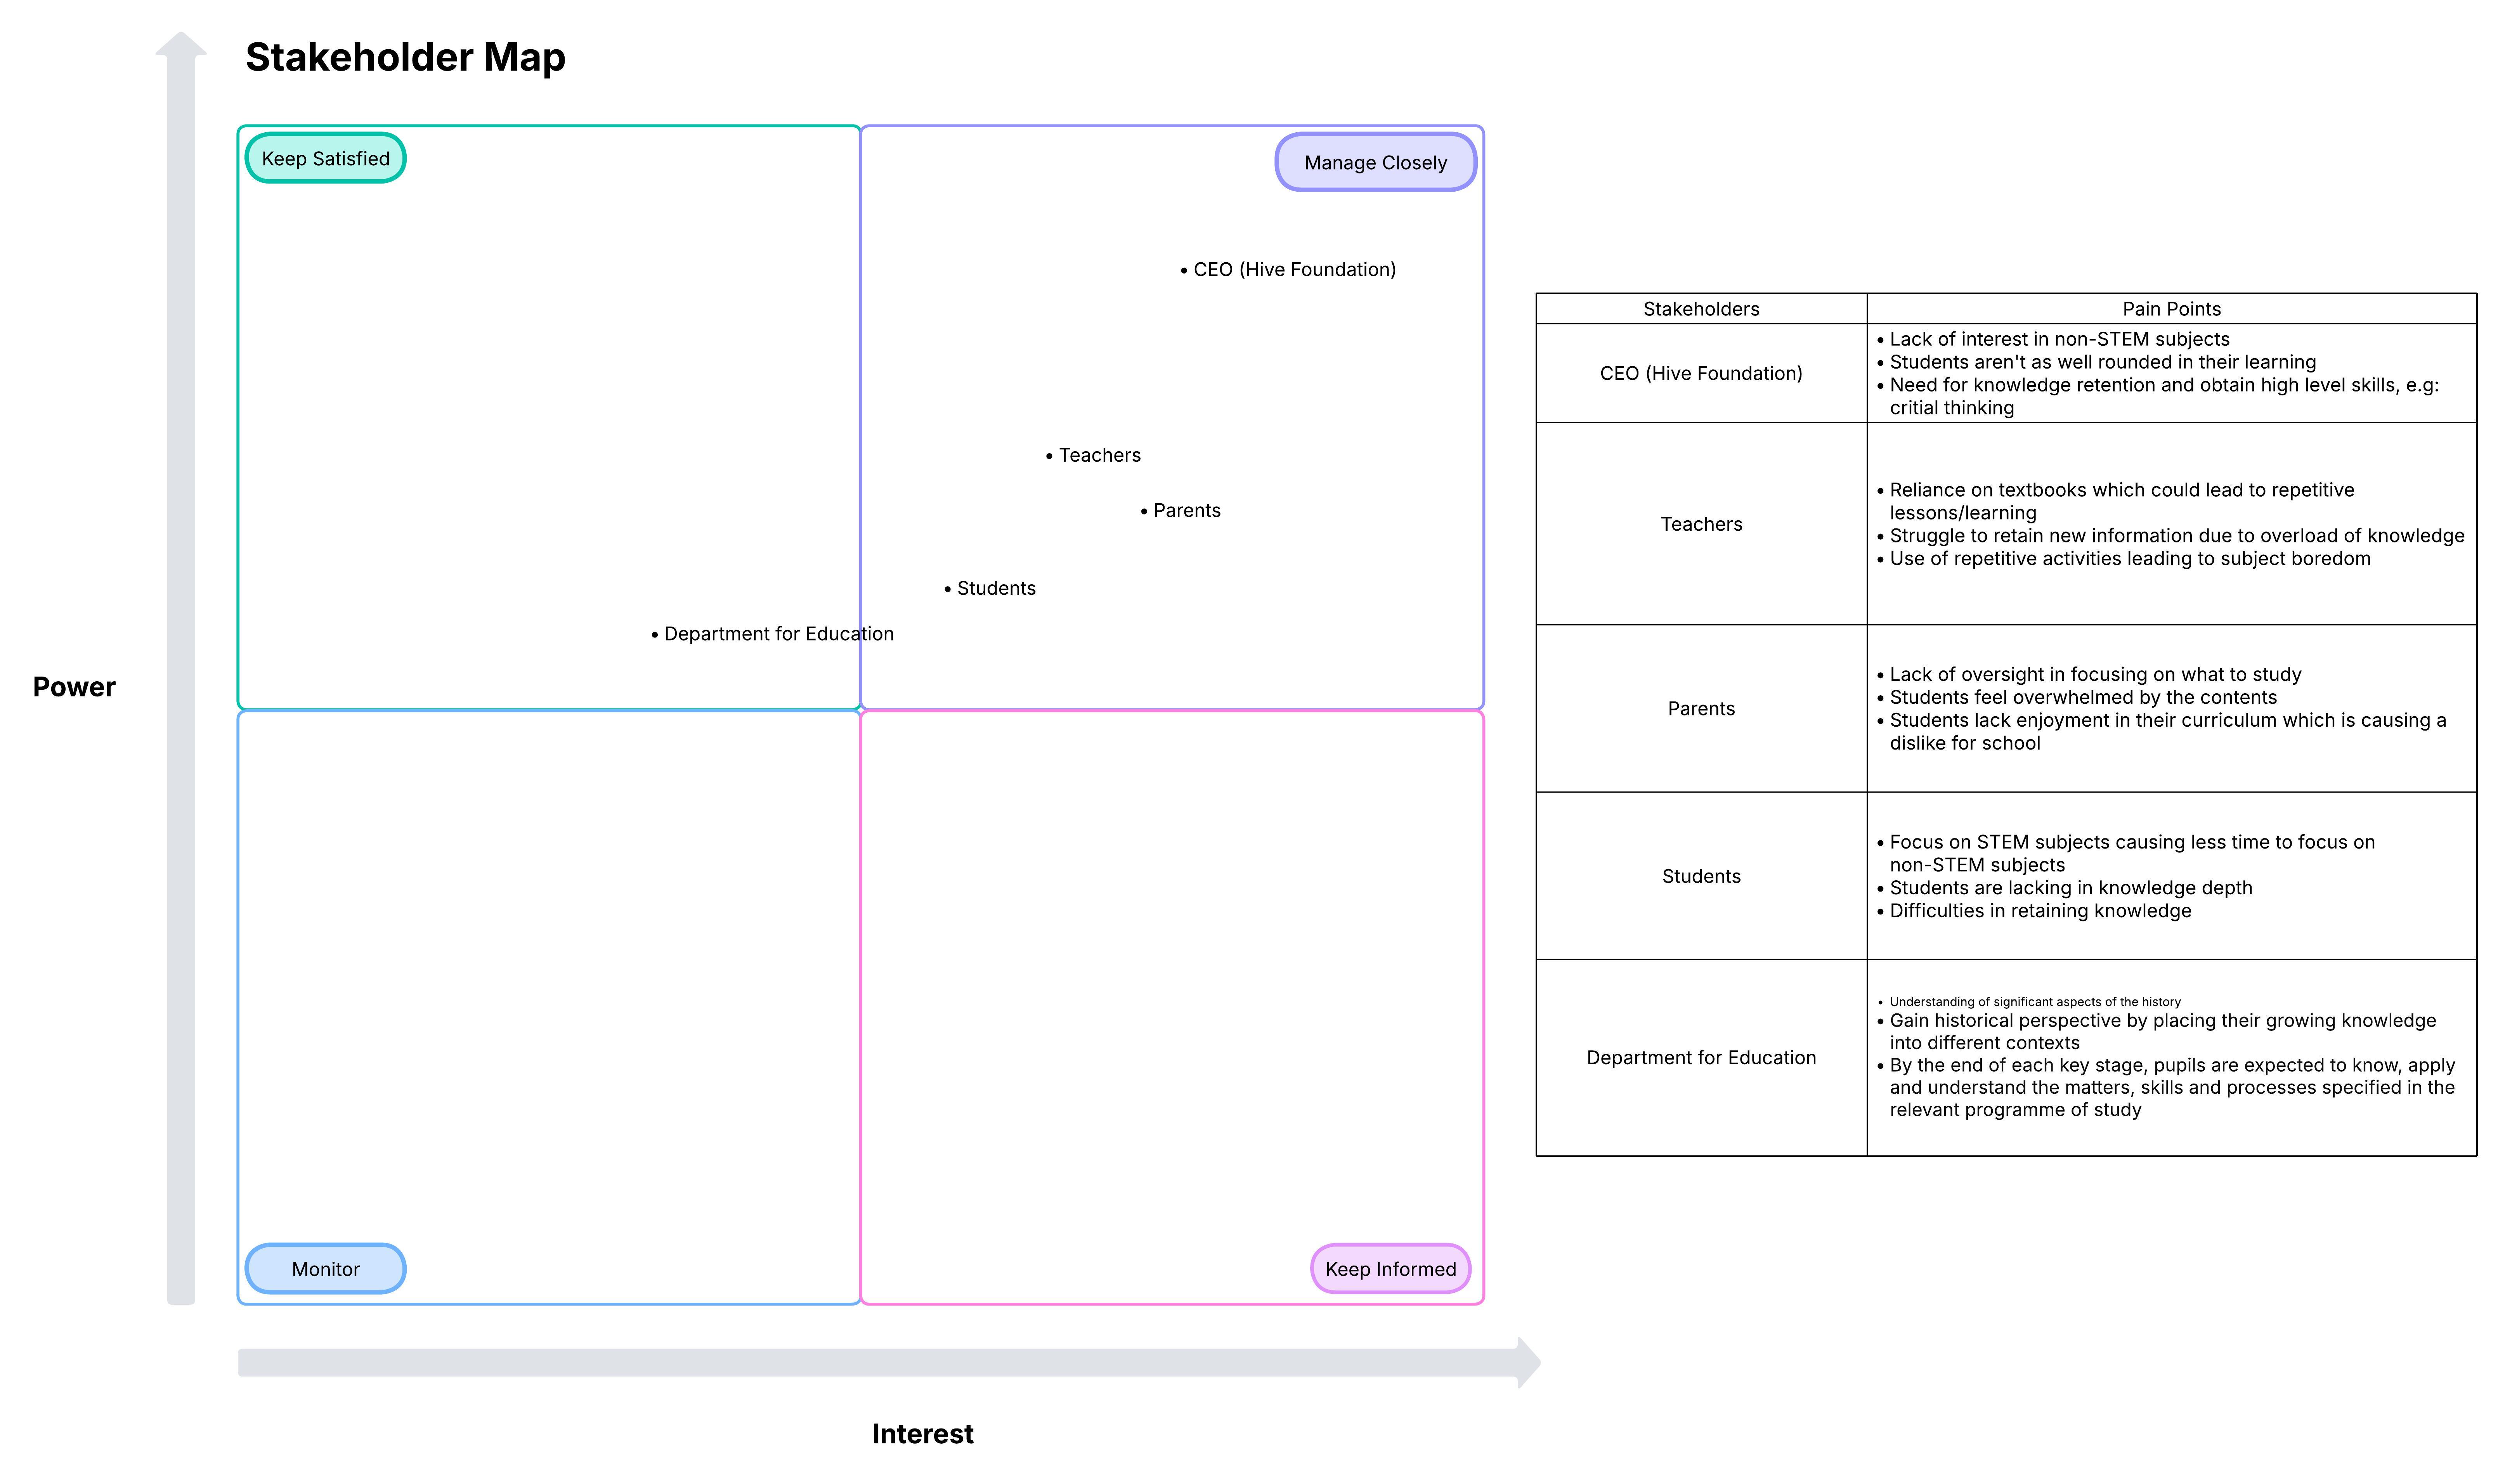 Stakeholder Map
Keep Satisfied
Manage Closely
• CEO (Hive Foundation)
• Teachers
• Parents
• Students
• Department for Education
Power
Monitor
Keep Informed
Interest
Stakeholders
Pain Points
CEO (Hive Foundation)
• Lack of interest in non-STEM subjects
• Students aren't as well rounded in their learning
• Need for knowledge retention and obtain high level skills, e.g:
critial thinking
Teachers
• Reliance on textbooks which could lead to repetitive
lessons/learning
• Struggle to retain new information due to overload of knowledge
• Use of repetitive activities leading to subject boredom
Parents
• Lack of oversight in focusing on what to study
• Students feel overwhelmed by the contents
• Students lack enjoyment in their curriculum which is causing a
dislike for school
Students
• Focus on STEM subjects causing less time to focus on
non-STEM subjects
• Students are lacking in knowledge depth
• Difficulties in retaining knowledge
Department for Education
• Understanding of significant aspects of the history
• Gain historical perspective by placing their growing knowledge
into different contexts
• By the end of each key stage, pupils are expected to know, apply
and understand the matters, skills and processes specified in the
relevant programme of study